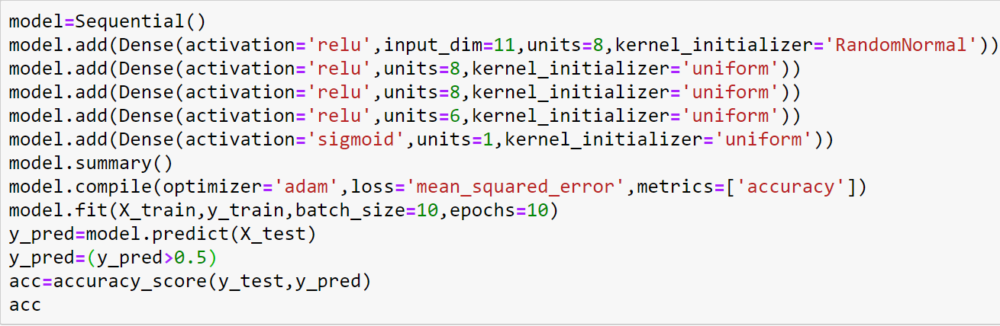 model=Sequential()
model.add(Dense(activation='relu',input_dim=11,units=8,kernel_initializer='RandomNormal'))
model.add(Dense(activation='relu',units=8,kernel_initializer='uniform'))
model.add(Dense(activation='relu',units=8,kernel_initializer='uniform'))
model.add(Dense(activation='relu',units=6,kernel_initializer='uniform'))
model.add(Dense(activation='sigmoid',units=1,kernel_initializer='uniform'))
model.summary()
model.compile(optimizer='adam',loss='mean_squared_error',metrics=['accuracy'])
model.fit(X_train,y_train,batch_size=10,epochs=10)
y_pred=model.predict(X_test)
y_pred=(y_pred>0.5)
acc=accuracy_score(y_test,y_pred)
acc